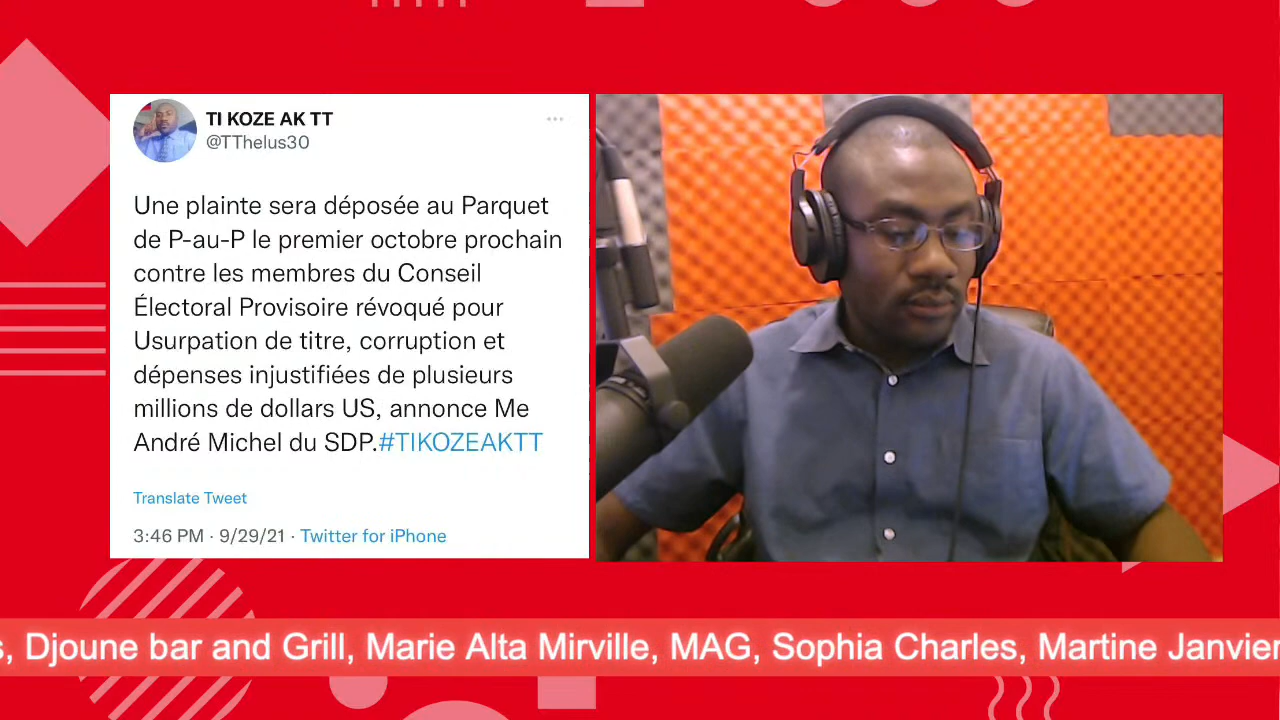 TI KOZE AK TT
@TThelus30
Une plainte sera déposée au Parquet
de P-au-P le premier octobre prochain
contre les membres du Conseil
Électoral Provisoire révoqué pour
Usurpation de titre, corruption et
dépenses injustifiées de plusieurs
millions de dollars US, annonce Me
André Michel du SDP.#TIKOZEAKTT
Translate Tweet
3:46 PM · 9/29/21 · Twitter for iPhone
s, Djoune bar and Grill, Marie Alta Mirville, MAG, Sophia Charles, Martine Janvier